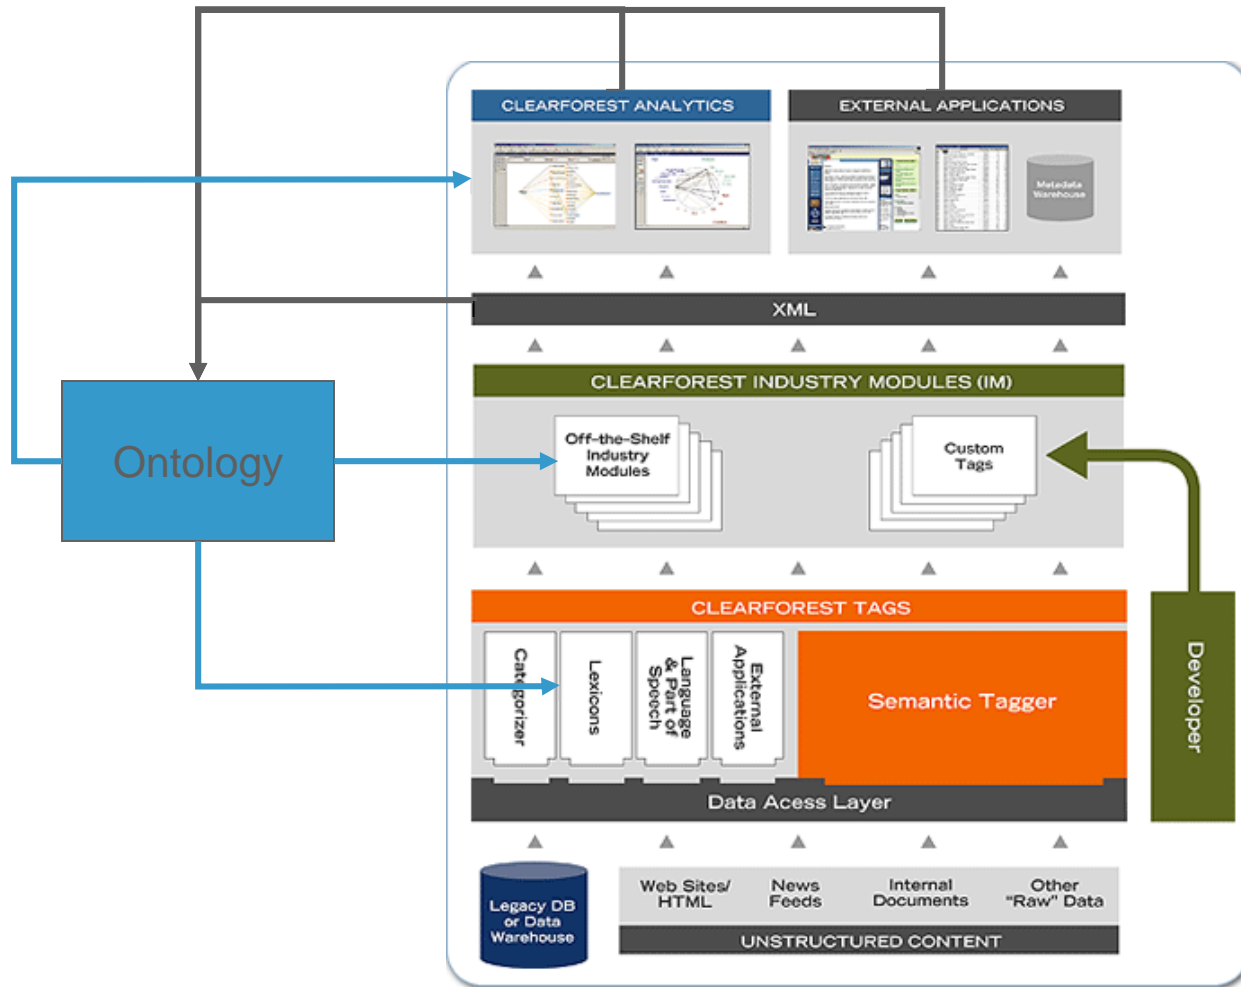 CLEARFOREST ANALYTICS
EXTERNAL APPLICATIONS
Metadata
Warehouse
XML
CLEARFOREST INDUSTRY MODULES (IM)
Off-the-Shelf
Industry
Modules
Custom
Tags
Ontology
CLEARFOREST TAGS
Categorizer
Lexicons
Language
& Part of
Speech
External
Applications
Semantic Tagger
Developer
Data Acess Layer
Legacy DB
or Data
Warehouse
Web Sites/
HTML
News
Feeds
Internal
Documents
Other
"Raw" Data
UNSTRUCTURED CONTENT